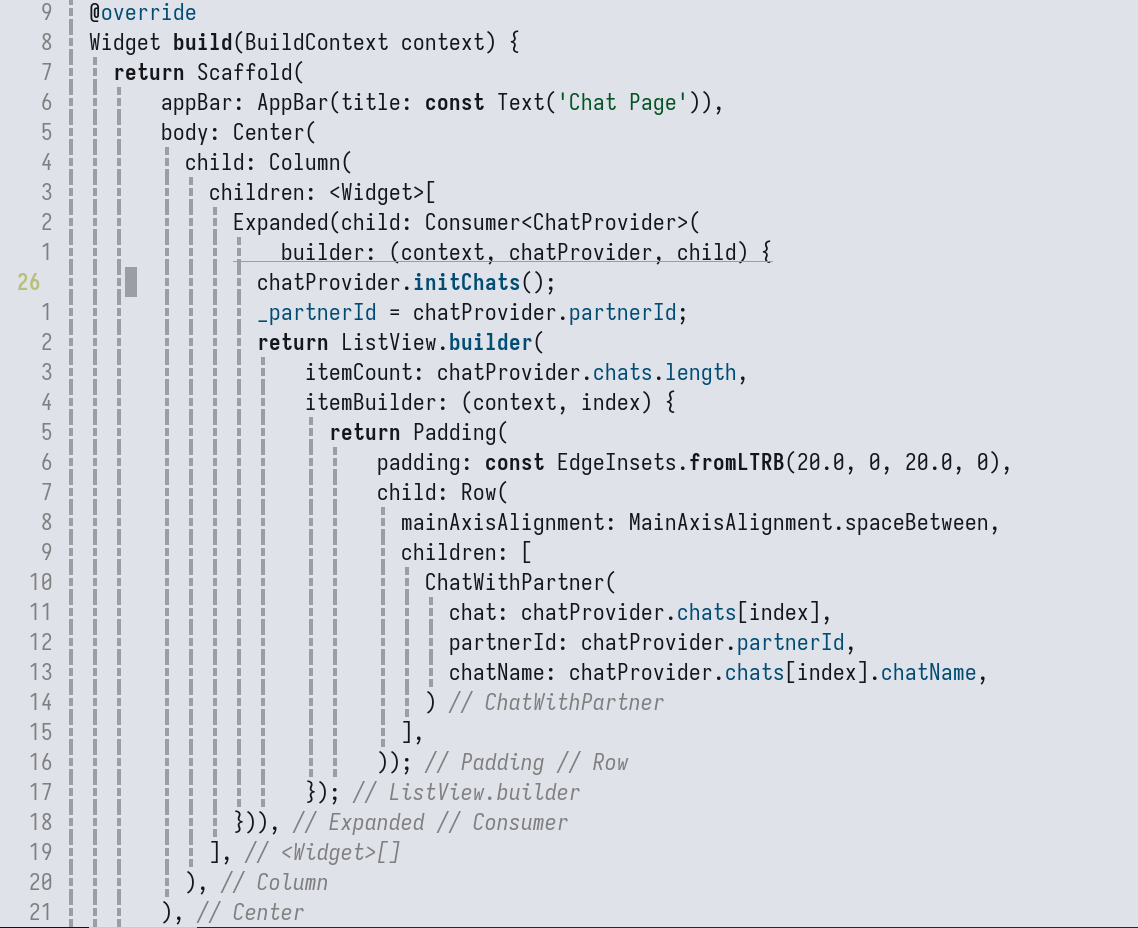 9 @override
8 Widget build(BuildContext context) {
7 return Scaffold(
6 appBar: AppBar(title: const Text('Chat Page')),
5 body: Center(
4 child: Column(
3 children: <Widget>[
2 Expanded(child: Consumer<ChatProvider>(
1 builder: (context, chatProvider, child) {
26 chatProvider.initChats();
1 _partnerId = chatProvider.partnerId;
2 return ListView.builder(
3 itemCount: chatProvider.chats.length,
4 itemBuilder: (context, index) {
5 return Padding(
6 padding: const EdgeInsets.fromLTRB(20.0, 0, 20.0, 0),
7 child: Row(
8 mainAxisAlignment: MainAxisAlignment.spaceBetween,
9 children: [
10 ChatWithPartner(
11 chat: chatProvider.chats[index],
12 partnerId: chatProvider.partnerId,
13 chatName: chatProvider.chats[index].chatName,
14 ) // ChatWithPartner
15 ],
16 )); // Padding // Row
17 }); // ListView.builder
18 })), // Expanded // Consumer
19 ], // <Widget>[]
20 ), // Column
21 ), // Center